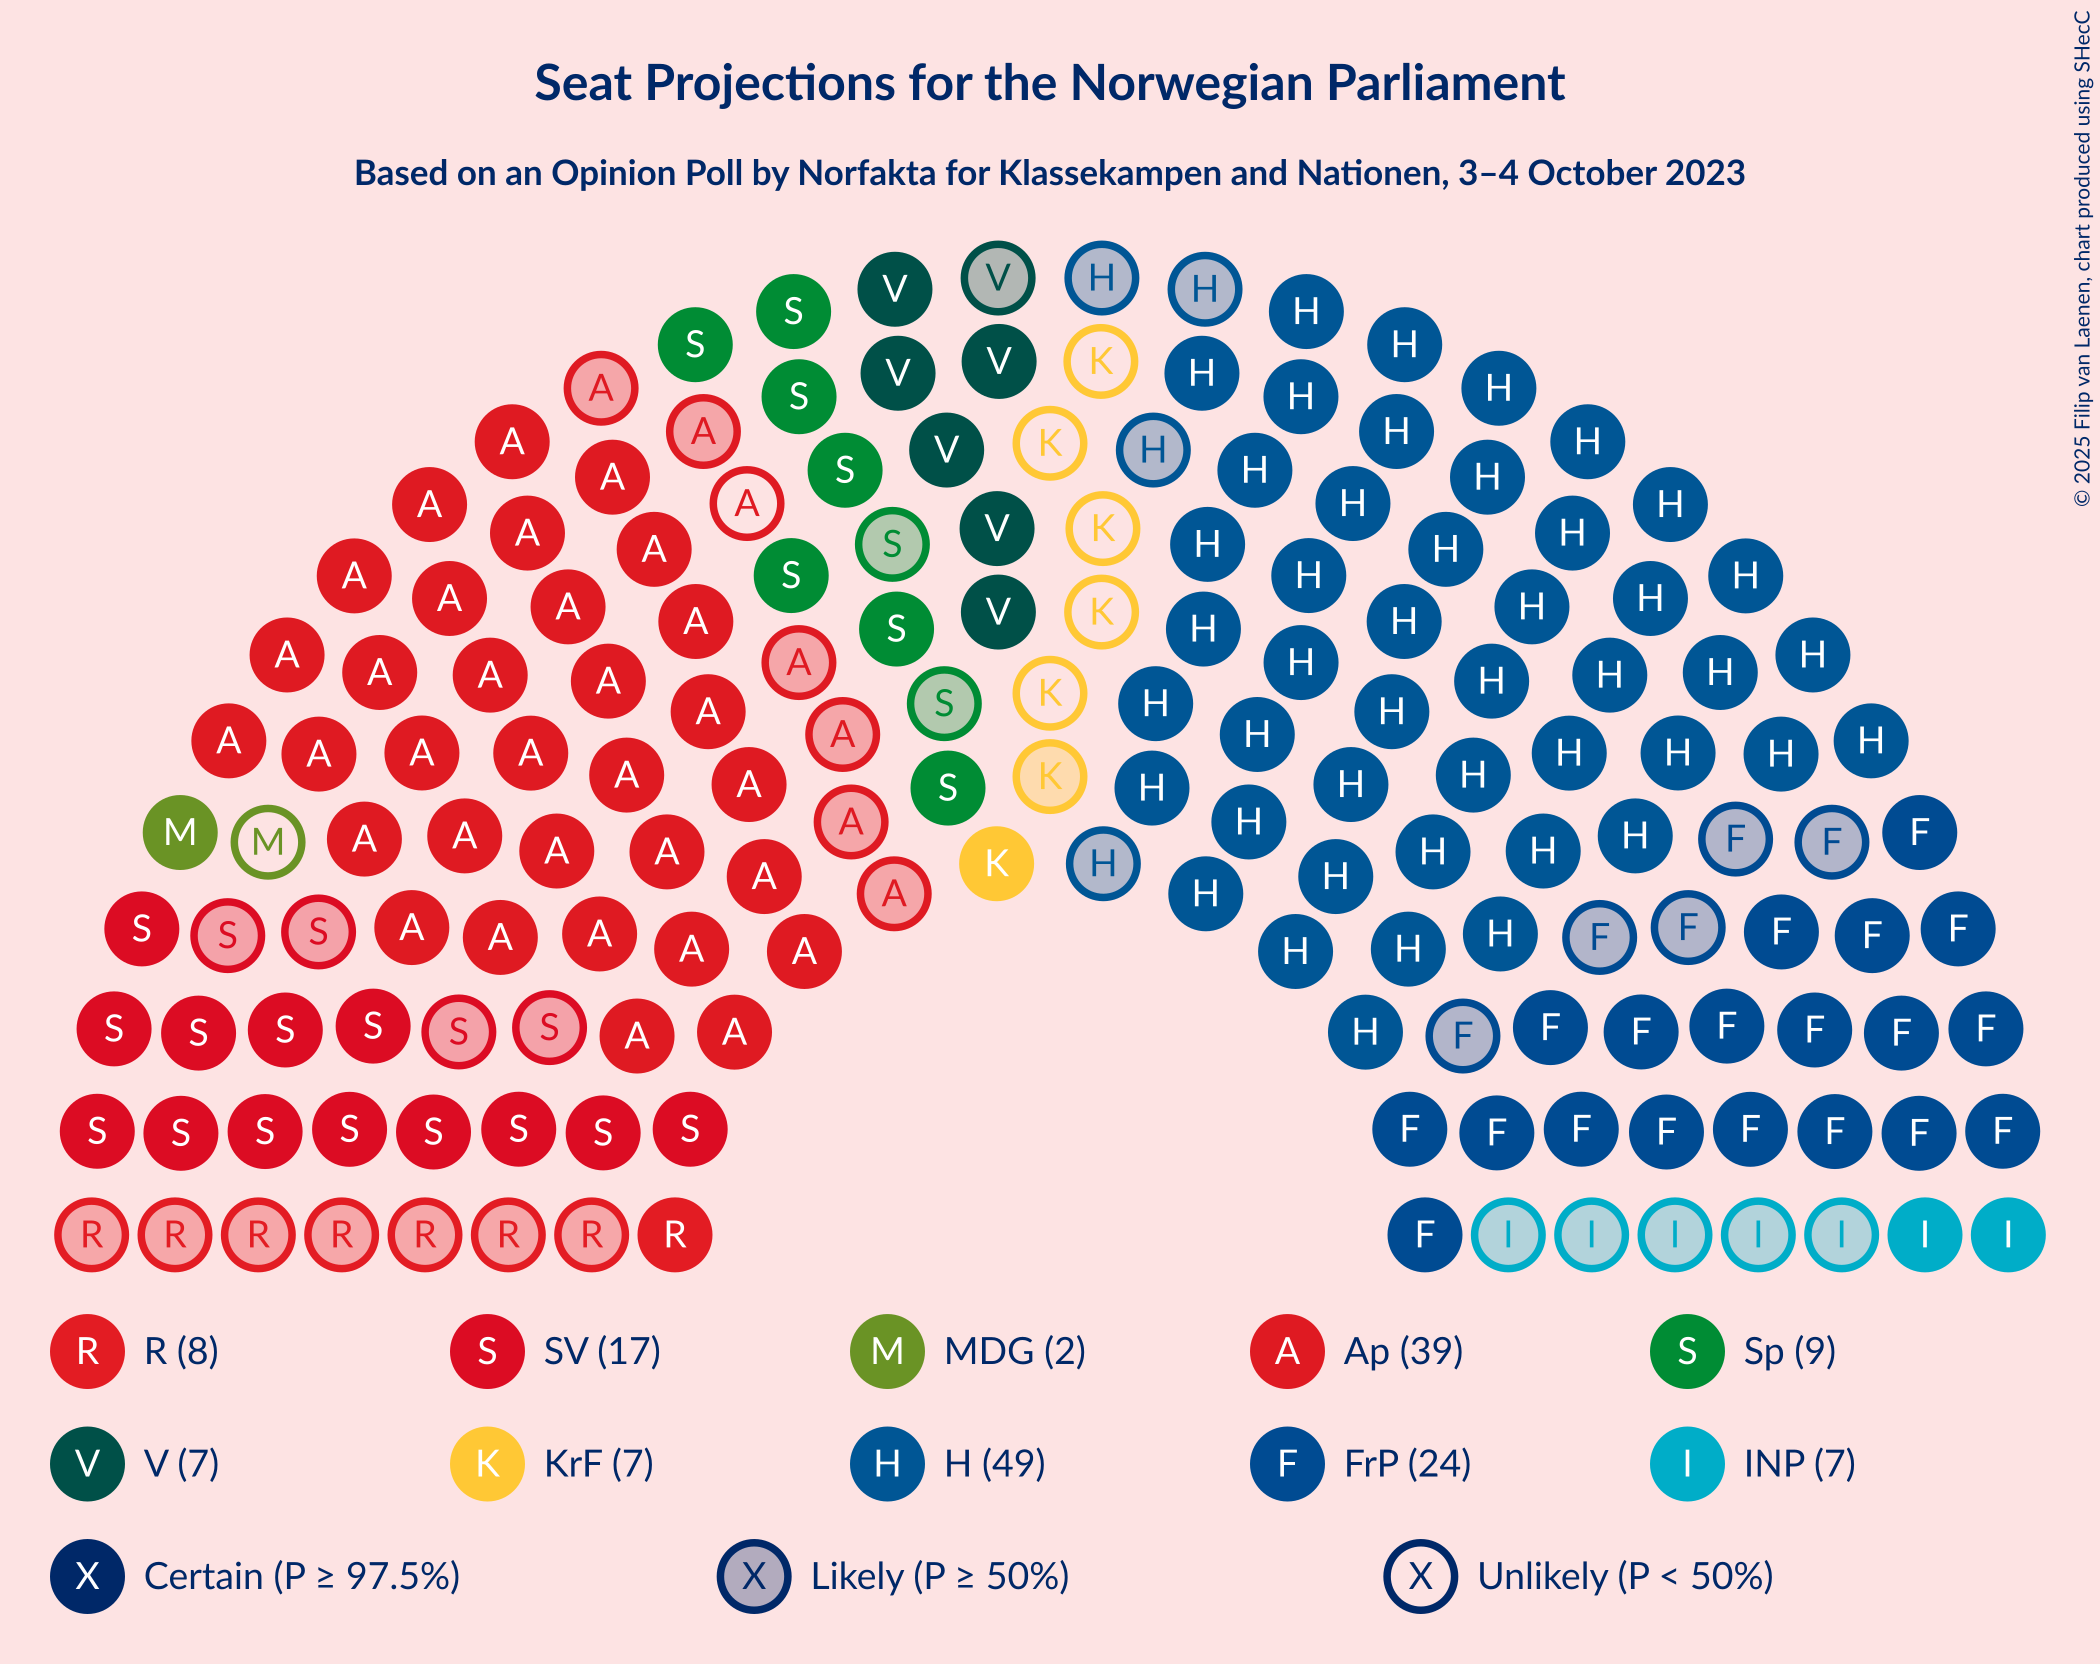 Seat Projections for the Norwegian Parliament
Based on an Opinion Poll by Norfakta for Klassekampen and Nationen, 3–4 October 2023
© 2025 Filip van Laenen, chart produced using SHecC
V H H
S V H
S H
V K
A V H H
S H
A H
A V K H H
S H
A H H
A S H
A H
A S V K H H
A S H
A H H
A S V K H H
A H H
A A S K H H H
A H
A A A S K H H H
A A A A K H H H H F F F
M M A A A A A K H H H H H
S S S A A A A A H H H F F F F F
S S S S S S A A H F F F F F F F
S S S S S S S S F F F F F F F F
R R R R R R R R F I I I I I I I
R R (8) S SV (17) M MDG (2) A Ap (39) S Sp (9)
V V (7) K KrF (7) H H (49) F FrP (24) I INP (7)
X Certain (P ≥ 97.5%) X Likely (P ≥ 50%) X Unlikely (P < 50%)